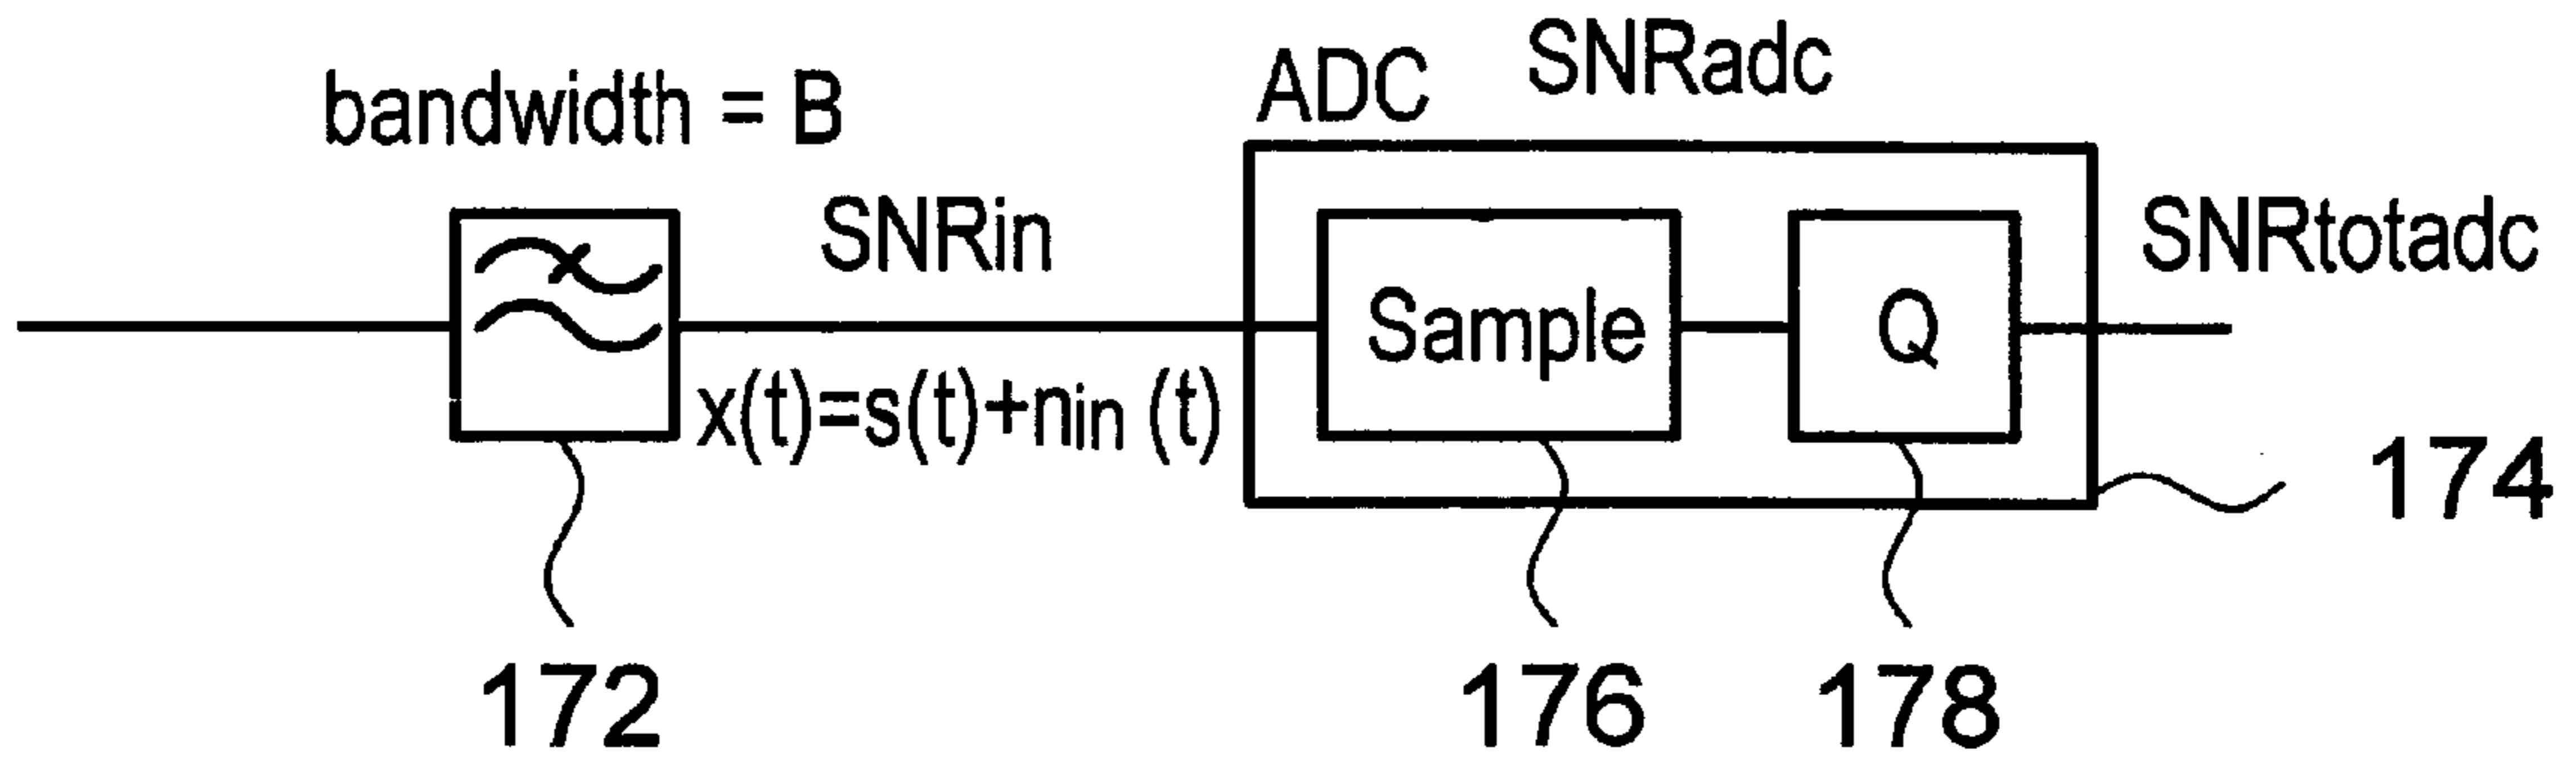 bandwidth = B
ADC
SNRadc
SNRin
SNRtotadc
Sample
Q
x(t)=s(t)+nin (t)
174
172
176
178